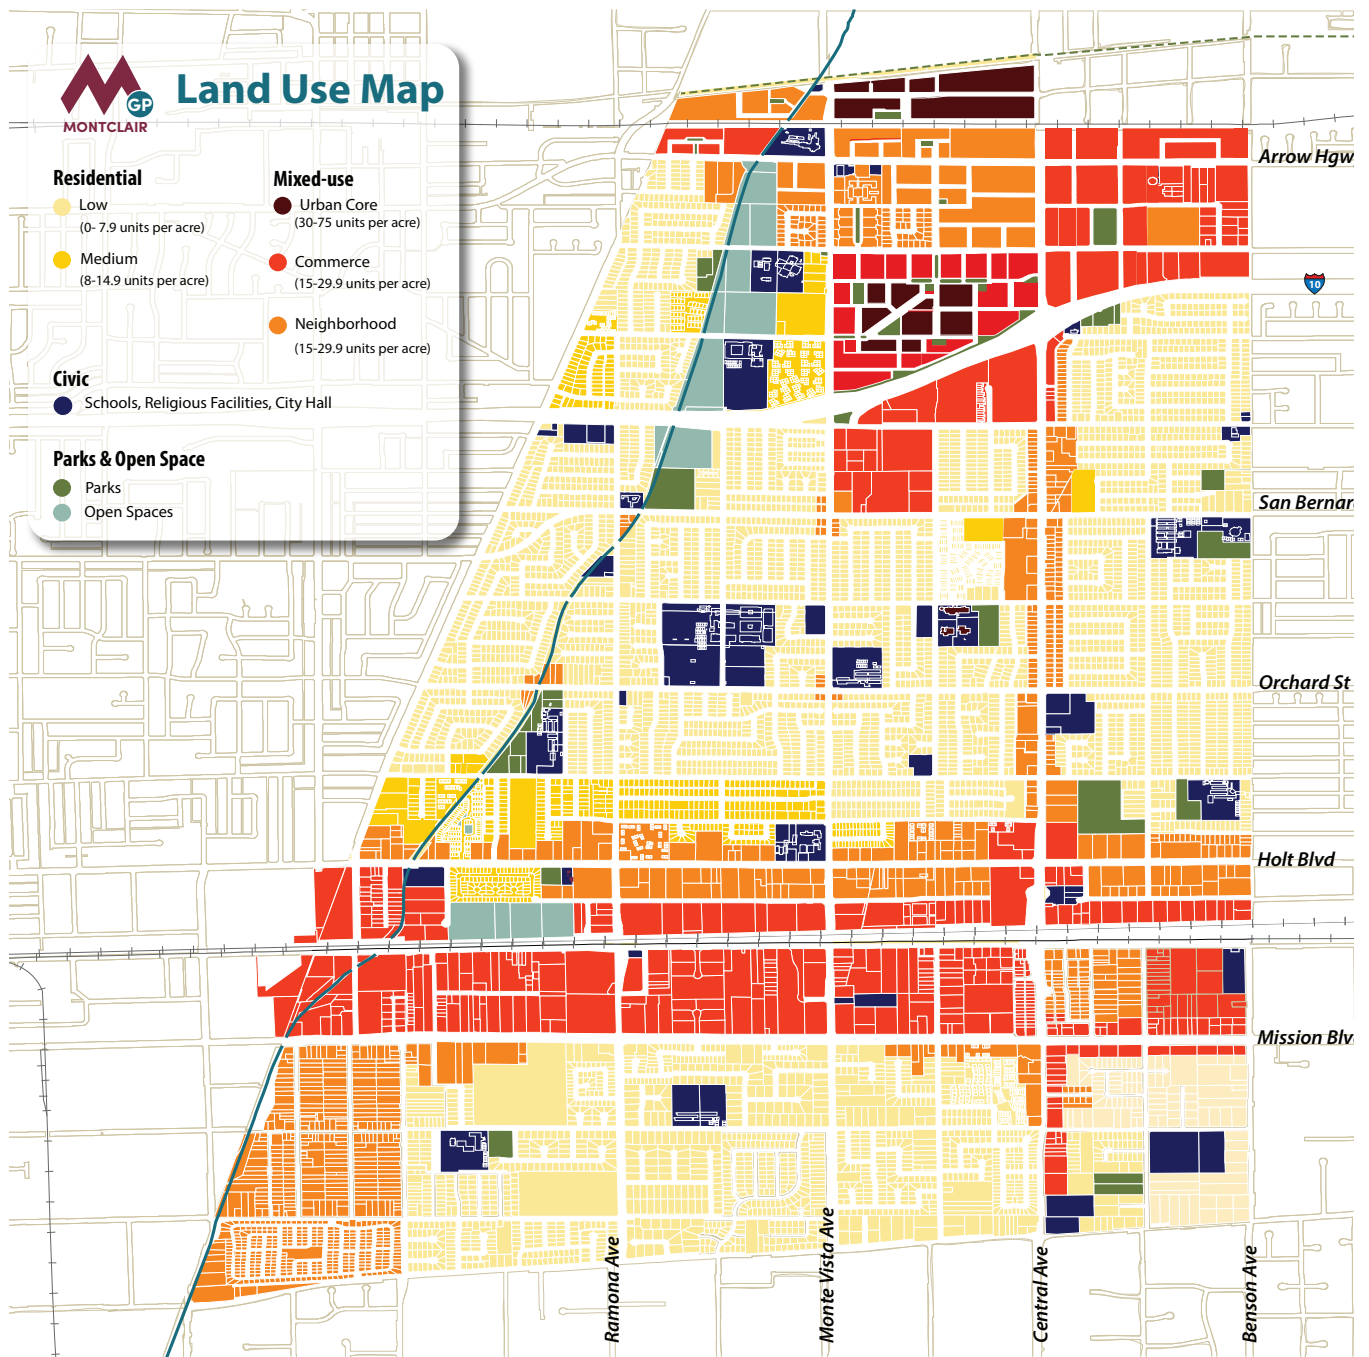 GP
MONTCLAIR
Land Use Map
Residential
Low
(0- 7.9 units per acre)
Medium
(8-14.9 units per acre)
Mixed-use
Urban Core
(30-75 units per acre)
Commerce
(15-29.9 units per acre)
Neighborhood
(15-29.9 units per acre)
Civic
Schools, Religious Facilities, City Hall
Parks & Open Space
Parks
Open Spaces
Arrow Hgw
10
San Bernar
Orchard St
Holt Blvd
Mission Blv
Ramona Ave
Monte Vista Ave
Central Ave
Benson Ave